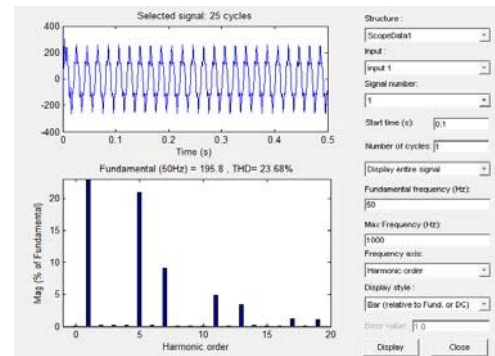 Selected signal: 25 cycles
400
200
0
-200
-400
0 0.1 0.2 0.3 0.4 0.5
Time (s)
Fundamental (50Hz) = 195.8 , THD= 23.68%
Mag (% of Fundamental)
20
15
10
5
0
0 5 10 15 20
Harmonic order
Structure :
ScopeData1
Input :
input 1
Signal number:
1
Start time (s): 0.1
Number of cycles: 1
Display entire signal
Fundamental frequency (Hz):
50
Max Frequency (Hz):
1000
Frequency axis:
Harmonic order
Display style :
Bar (relative to Fund. or DC)
Base value: 1.0
Display Close